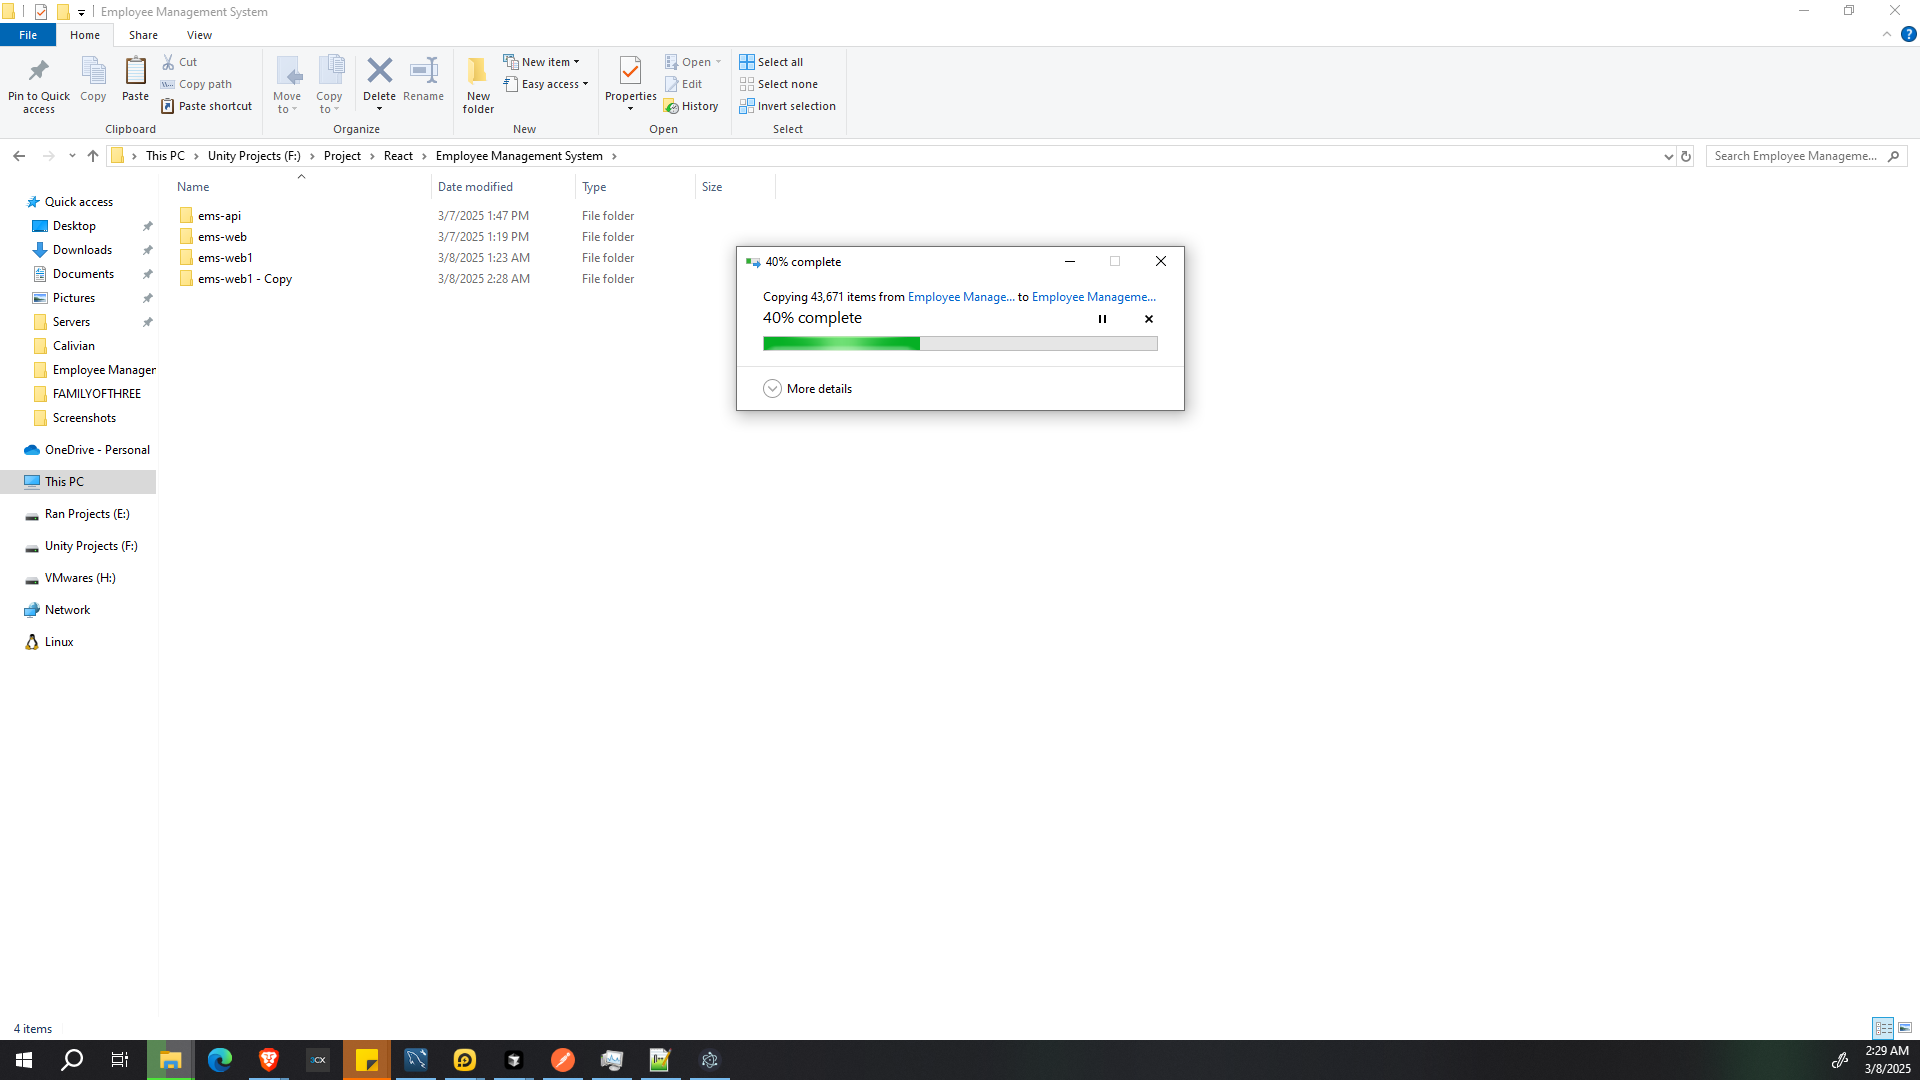 Employee Management System
File
Home
Share
View
?
Pin to Quick access
Copy
Paste
Cut
Copy path
Paste shortcut
Clipboard
Move to
Copy to
Delete
Rename
Organize
New folder
New item
Easy access
New
Properties
Open
Edit
History
Open
Select all
Select none
Invert selection
Select
This PC > Unity Projects (F:) > Project > React > Employee Management System >
Search Employee Manageme...
Name
Date modified
Type
Size
ems-api 3/7/2025 1:47 PM File folder
ems-web 3/7/2025 1:19 PM File folder
ems-web1 3/8/2025 1:23 AM File folder
ems-web1 - Copy 3/8/2025 2:28 AM File folder
Quick access
Desktop
Downloads
Documents
Pictures
Servers
Calivian
Employee Manager
FAMILYOFTHREE
Screenshots
OneDrive - Personal
This PC
Ran Projects (E:)
Unity Projects (F:)
VMwares (H:)
Network
Linux
40% complete
Copying 43,671 items from Employee Manage... to Employee Manageme...
40% complete
More details
4 items
3CX
2:29 AM
3/8/2025